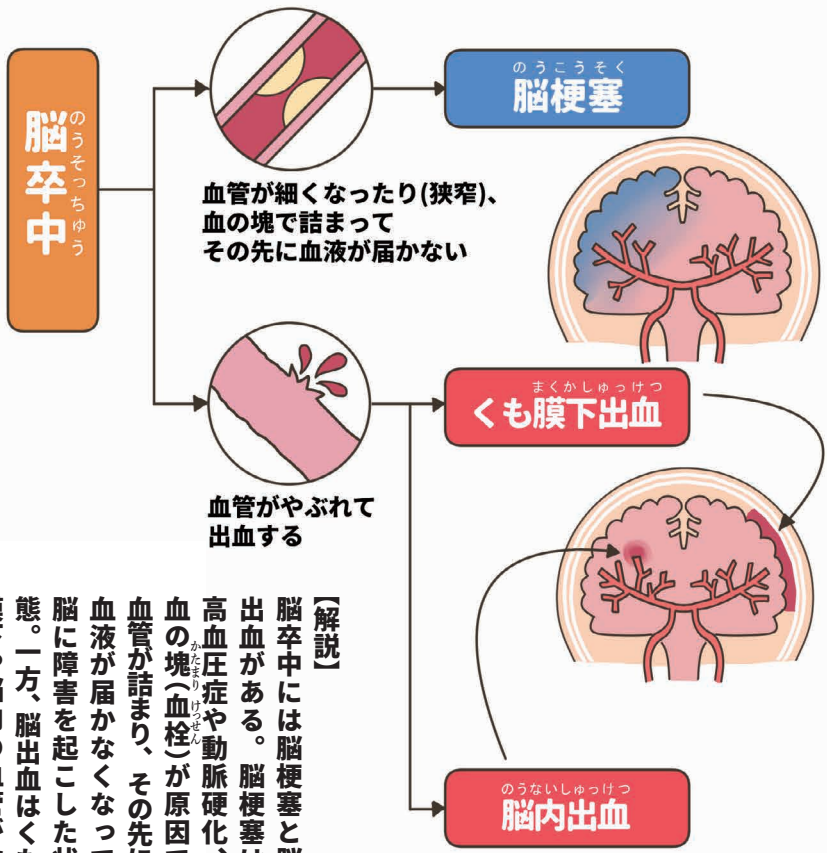 脳卒中
のうそっちゅう
血管が細くなったり(狭窄)、
血の塊で詰まって
その先に血液が届かない
のうこうそく
脳梗塞
血管がやぶれて
出血する
まくかしゅっけつ
くも膜下出血
のうないしゅっけつ
脳内出血
【解説】
脳卒中には脳梗塞と
出血がある。脳梗塞は
高血圧症や動脈硬化、
血の塊(血栓)が原因で
かたまり けっせん
血管が詰まり、その先に
血液が届かなくなって
脳に障害を起こした状
態。一方、脳出血はくも